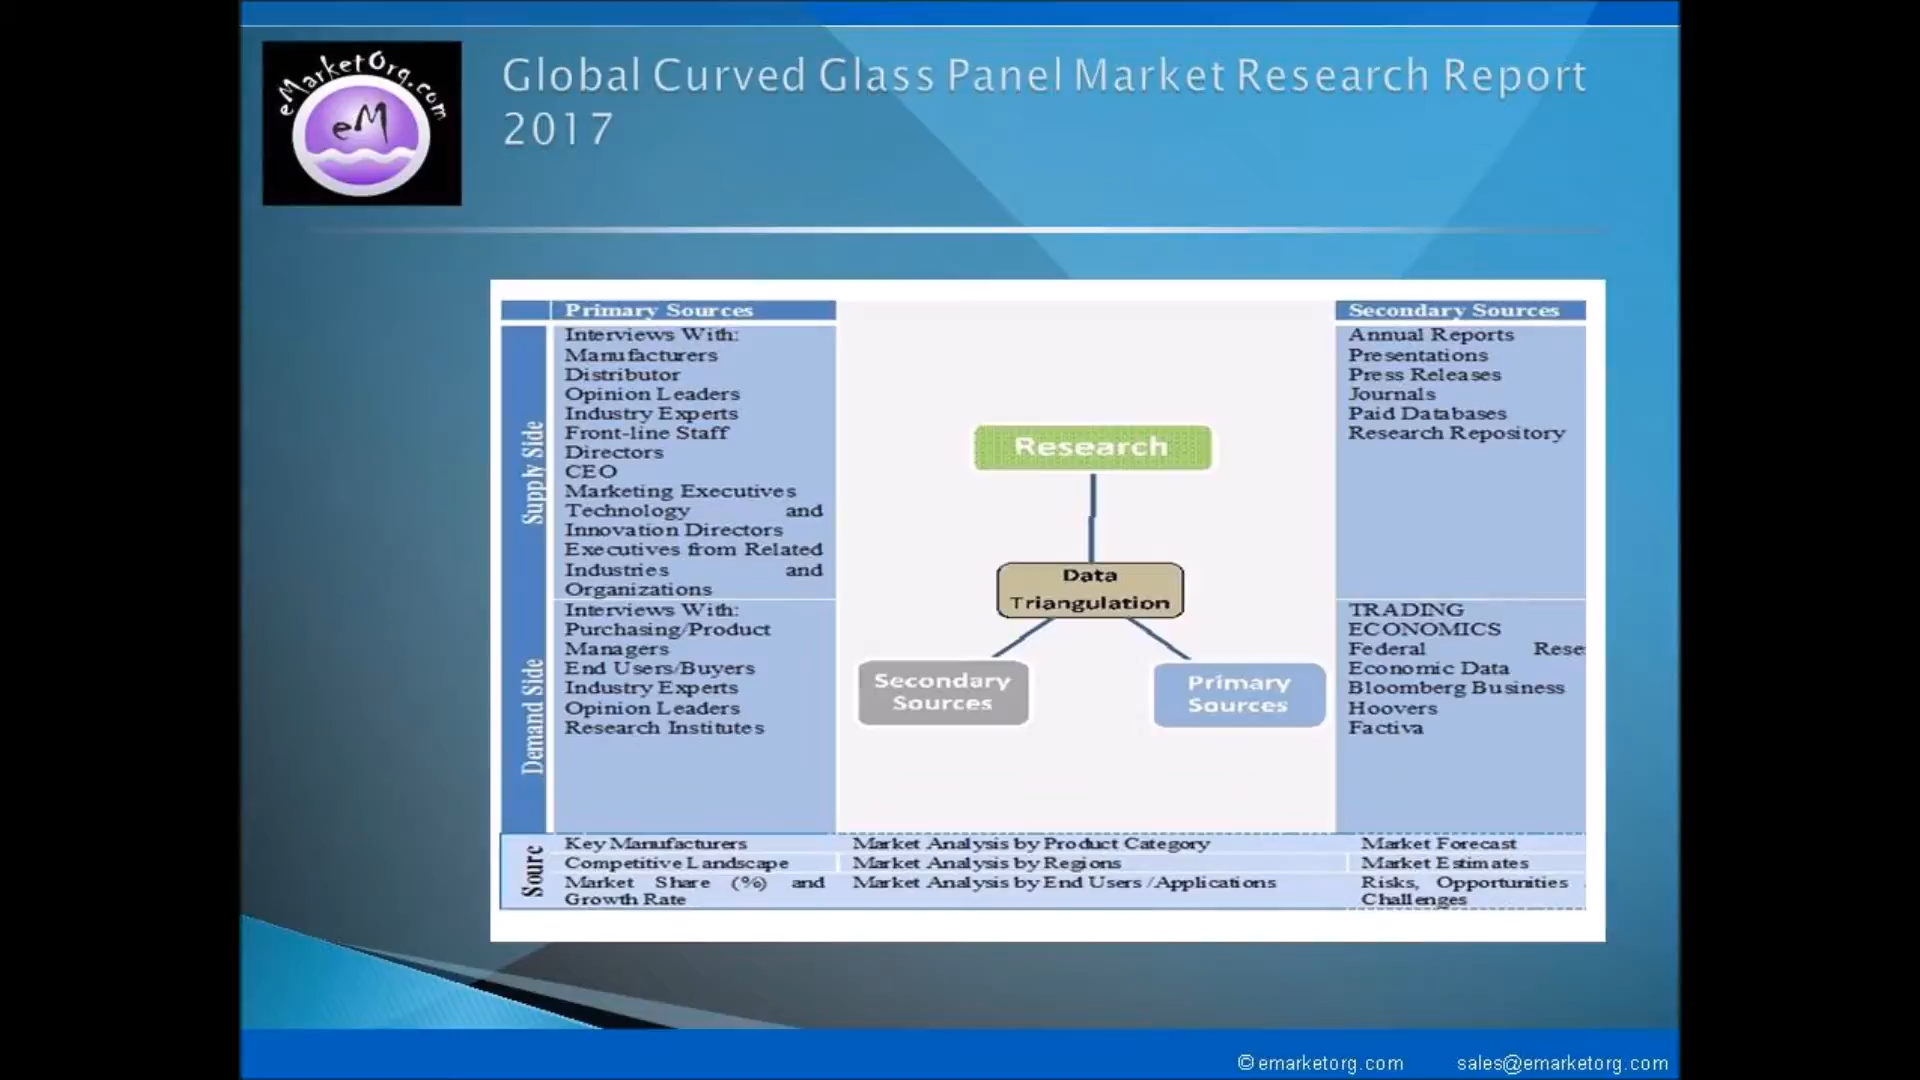 eMarketOrg.com
eM
Global Curved Glass Panel Market Research Report
2017
Primary Sources
Secondary Sources
Supply Side
Interviews With:
Manufacturers
Distributor
Opinion Leaders
Industry Experts
Front-line Staff
Directors
CEO
Marketing Executives
Technology and
Innovation Directors
Executives from Related
Industries and
Organizations
Annual Reports
Presentations
Press Releases
Journals
Paid Databases
Research Repository
Research
Data
Triangulation
Secondary
Sources
Primary
Sources
Demand Side
Interviews With:
Purchasing/Product
Managers
End Users/Buyers
Industry Experts
Opinion Leaders
Research Institutes
TRADING
ECONOMICS
Federal Rese
Economic Data
Bloomberg Business
Hoovers
Factiva
Sourc
Key Manufacturers
Competitive Landscape
Market Share (%) and
Growth Rate
Market Analysis by Product Category
Market Analysis by Regions
Market Analysis by End Users /Applications
Market Forecast
Market Estimates
Risks, Opportunities
Challenges
© emarketorg.com
sales@emarketorg.com